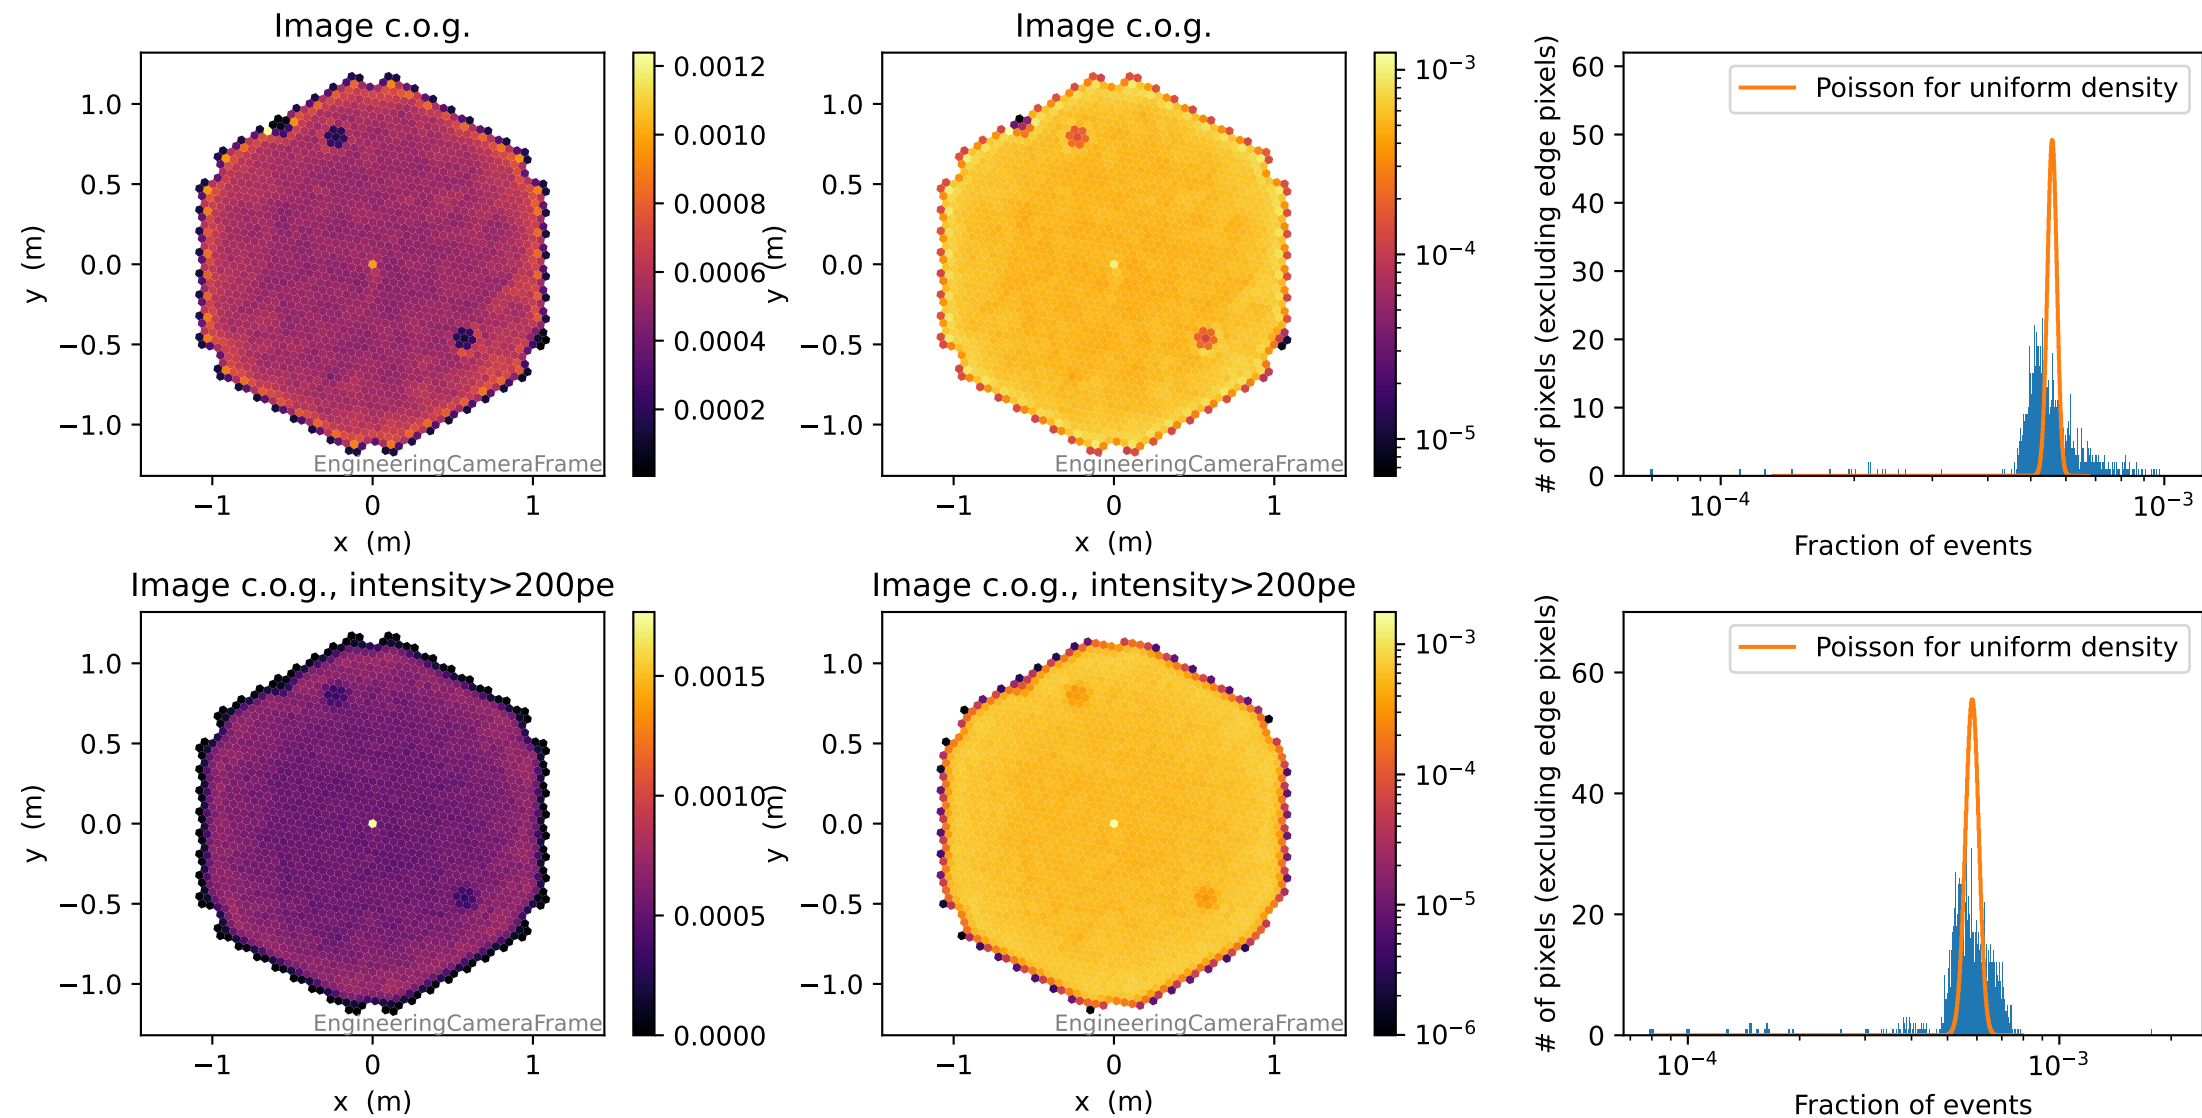 Image c.o.g.
1.0
0.5
0.0
−0.5
−1.0
y (m)
−1 0 1
x (m)
EngineeringCameraFrame
0.0012
0.0010
0.0008
0.0006
0.0004
0.0002
Image c.o.g.
1.0
0.5
0.0
−0.5
−1.0
y (m)
−1 0 1
x (m)
EngineeringCameraFrame
10⁻³
10⁻⁴
10⁻⁵
60
50
40
30
20
10
0
# of pixels (excluding edge pixels)
Poisson for uniform density
10⁻⁴ 10⁻³
Fraction of events
Image c.o.g., intensity>200pe
1.0
0.5
0.0
−0.5
−1.0
y (m)
−1 0 1
x (m)
EngineeringCameraFrame
0.0015
0.0010
0.0005
0.0000
Image c.o.g., intensity>200pe
1.0
0.5
0.0
−0.5
−1.0
y (m)
−1 0 1
x (m)
EngineeringCameraFrame
10⁻³
10⁻⁴
10⁻⁵
10⁻⁶
60
40
20
0
# of pixels (excluding edge pixels)
Poisson for uniform density
10⁻⁴ 10⁻³
Fraction of events